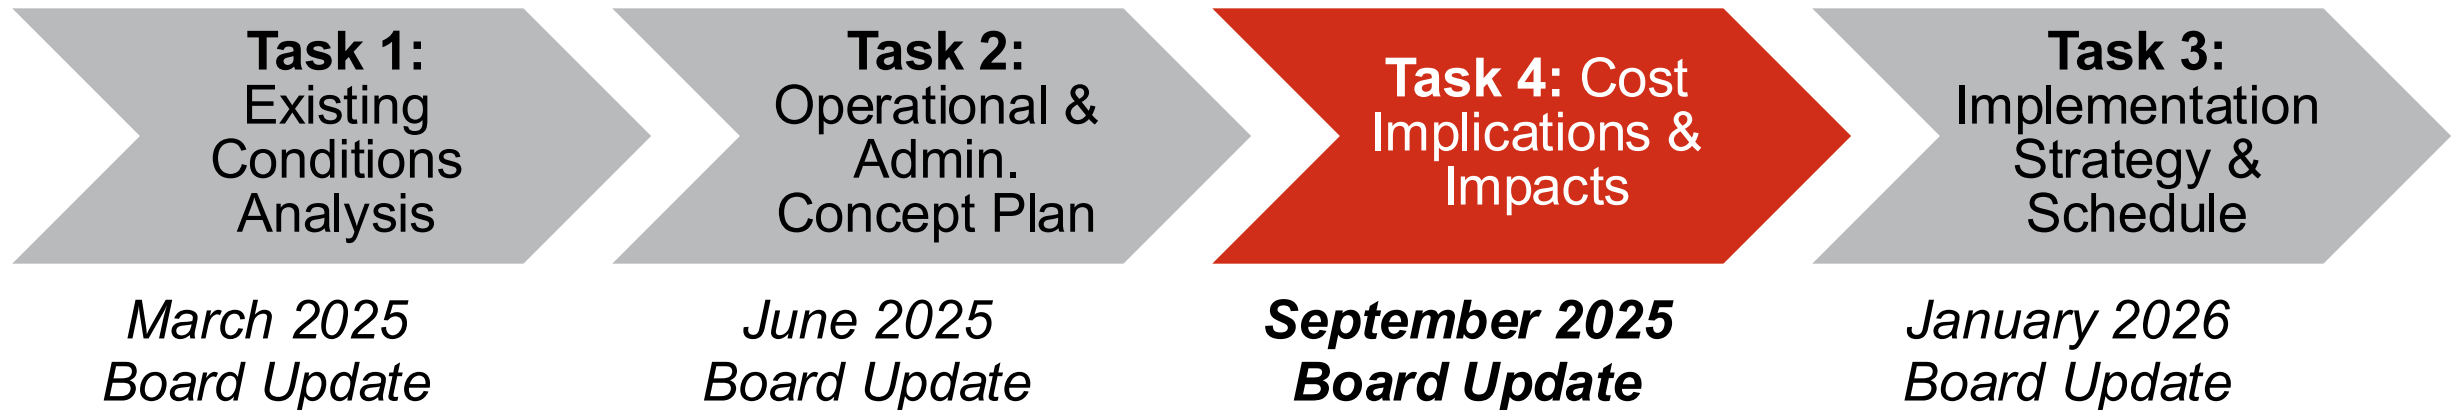 Task 1:
Existing
Conditions
Analysis
March 2025
Board Update
Task 2:
Operational &
Admin.
Concept Plan
June 2025
Board Update
Task 4: Cost
Implications &
Impacts
September 2025
Board Update
Task 3:
Implementation
Strategy &
Schedule
January 2026
Board Update